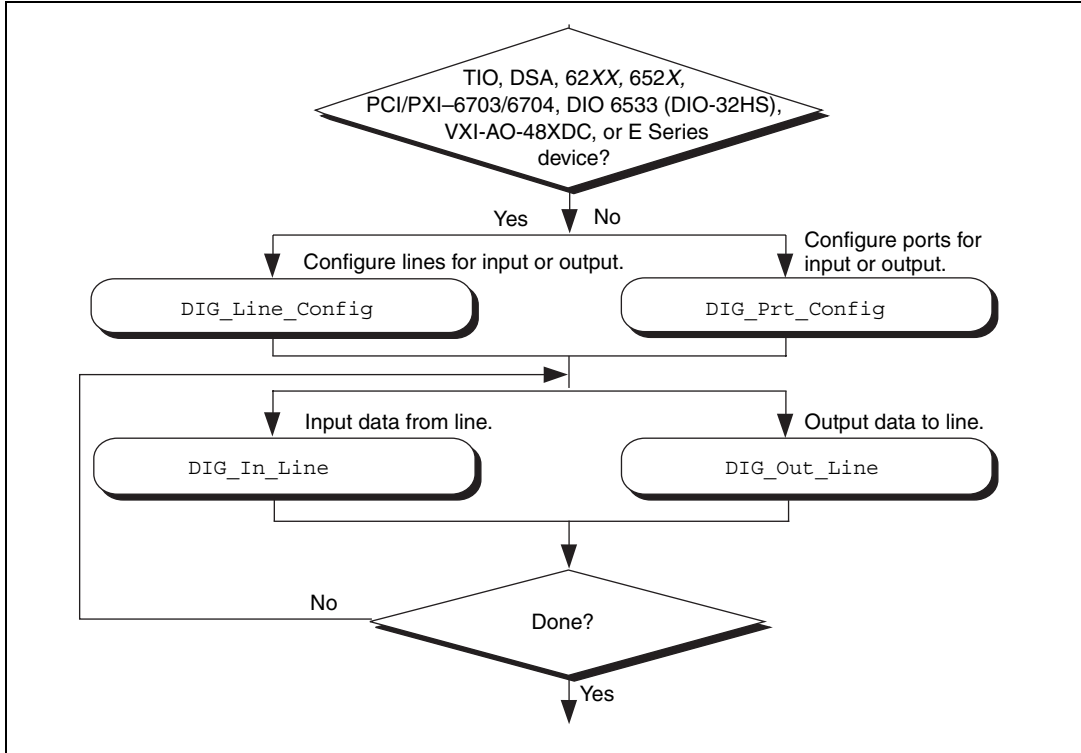 TIO, DSA, 62XX, 652X,
PCI/PXI–6703/6704, DIO 6533 (DIO-32HS),
VXI-AO-48XDC, or E Series
device?
Yes
No
Configure lines for input or output.
Configure ports for
input or output.
DIG_Line_Config
DIG_Prt_Config
Input data from line.
Output data to line.
DIG_In_Line
DIG_Out_Line
No
Done?
Yes